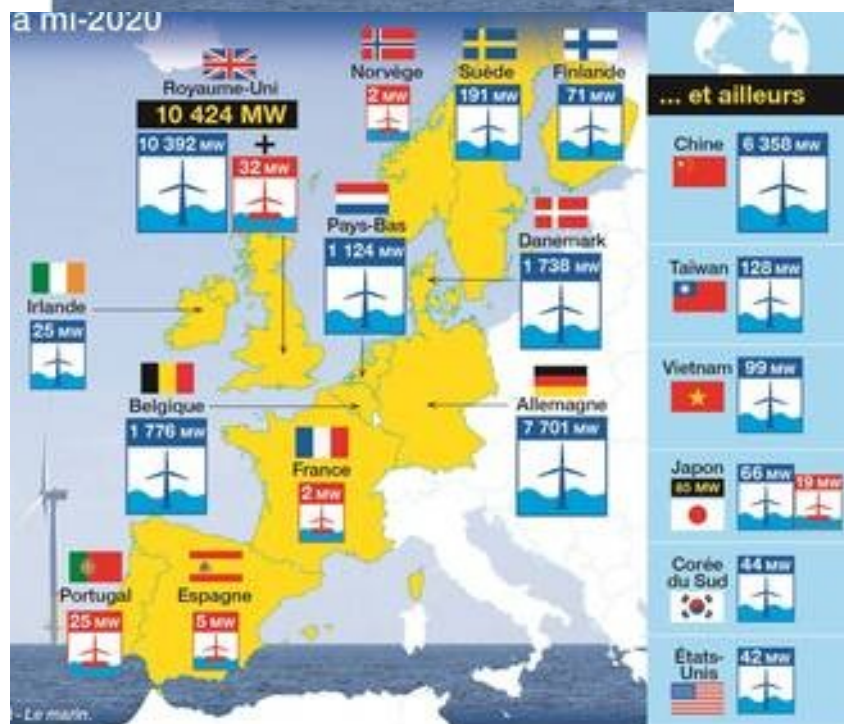 à mi-2020
Royaume-Uni
10 424 MW
10 392 MW
+
32 MW
Norvège
2 MW
Suède
191 MW
Finlande
71 MW
Pays-Bas
1 124 MW
Danemark
1 738 MW
Irlande
25 MW
Belgique
1 776 MW
Allemagne
7 701 MW
France
2 MW
Portugal
25 MW
Espagne
5 MW
- Le marin.
... et ailleurs
Chine
6 358 MW
Taïwan
128 MW
Vietnam
99 MW
Japon
85 MW
66 MW
19 MW
Corée
du Sud
44 MW
États-
Unis
42 MW